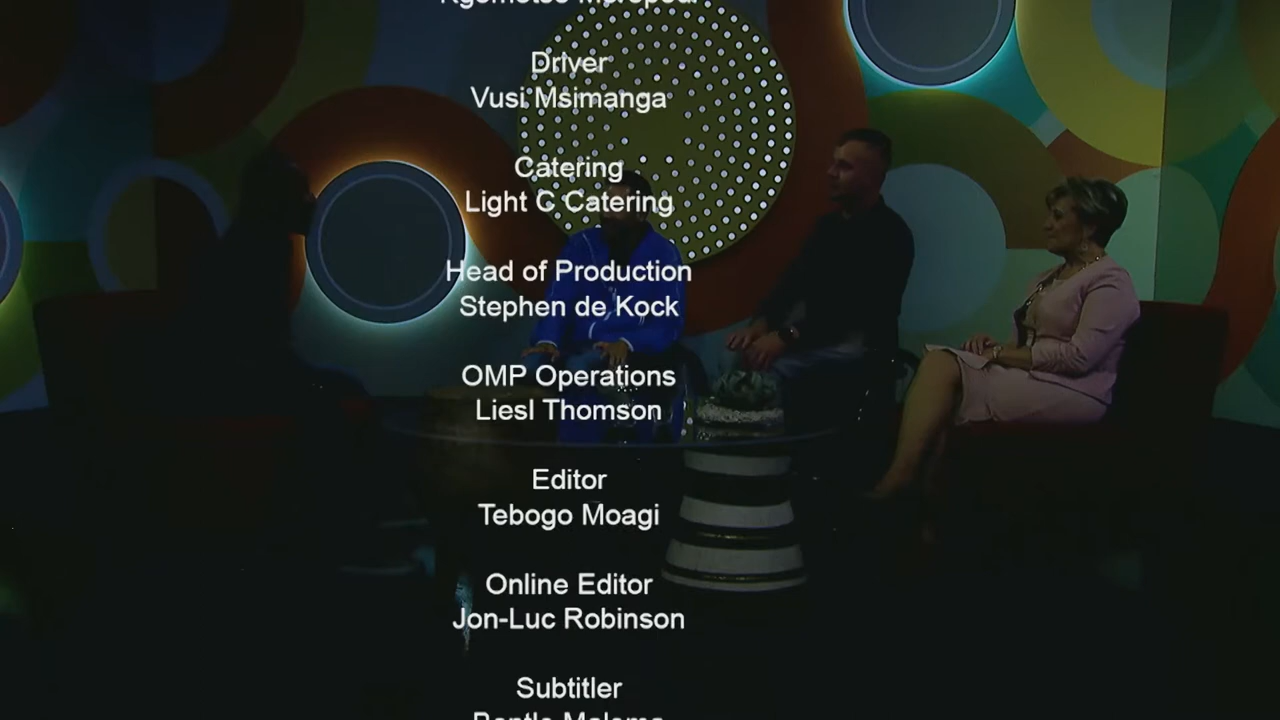 Driver
Vusi Msimanga
Catering
Light C Catering
Head of Production
Stephen de Kock
OMP Operations
Liesl Thomson
Editor
Tebogo Moagi
Online Editor
Jon-Luc Robinson
Subtitler